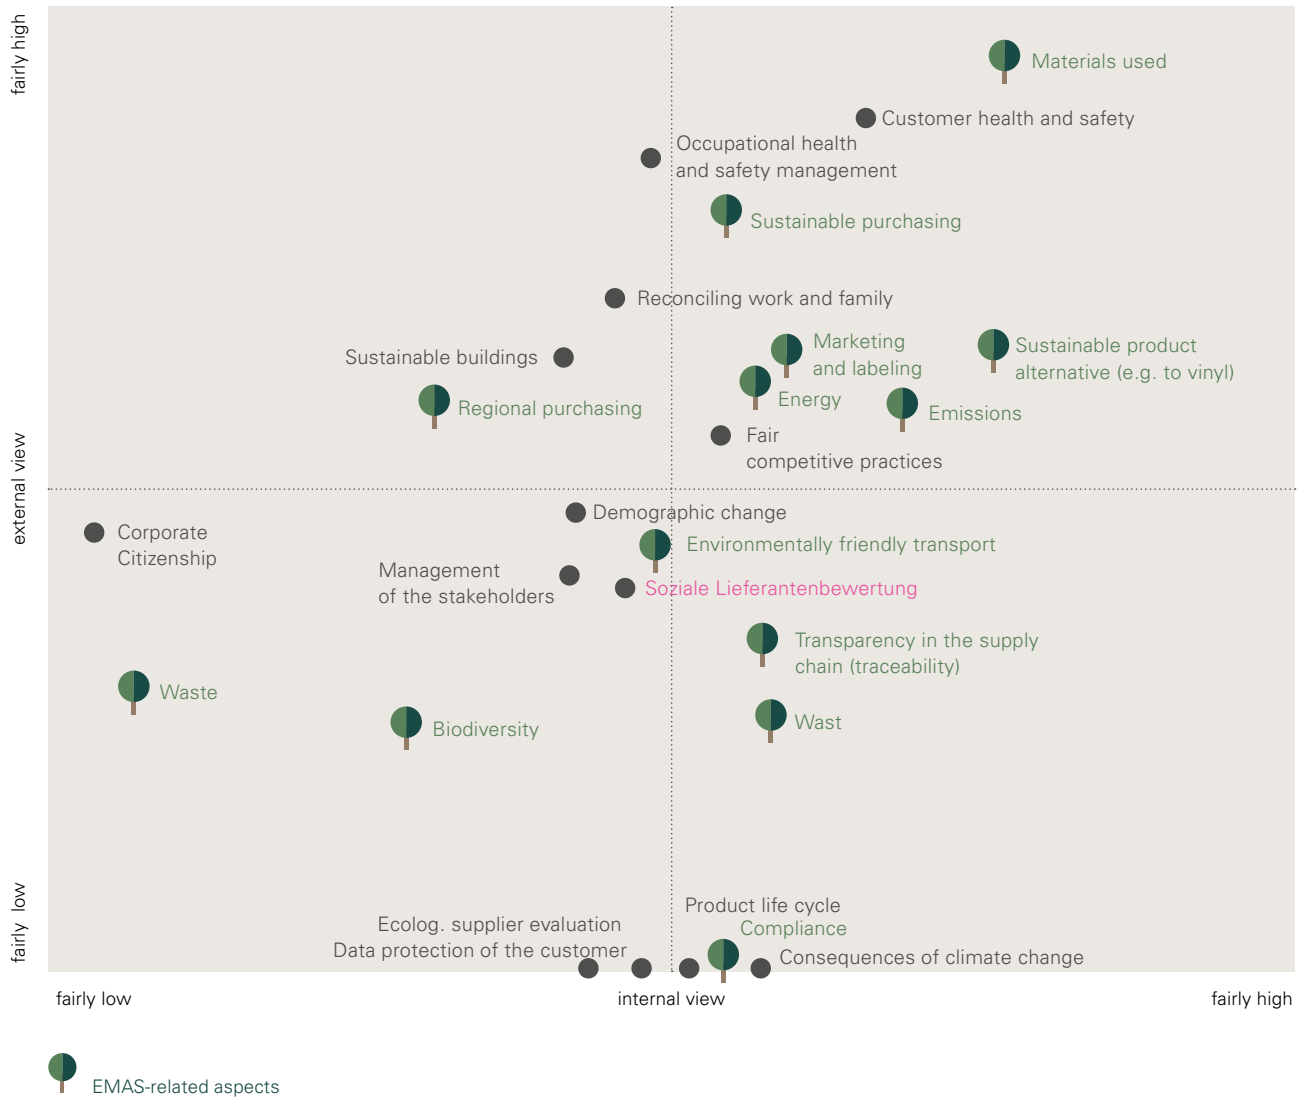 fairly high
Materials used
Customer health and safety
Occupational health
and safety management
Sustainable purchasing
Reconciling work and family
Marketing
and labeling
Sustainable product
alternative (e.g. to vinyl)
Sustainable buildings
Energy
Regional purchasing
Emissions
Fair
competitive practices
external view
Demographic change
Corporate
Citizenship
Environmentally friendly transport
Management
of the stakeholders
Soziale Lieferantenbewertung
Transparency in the supply
chain (traceability)
Waste
Wast
Biodiversity
fairly low
Product life cycle
Ecolog. supplier evaluation
Compliance
Data protection of the customer
Consequences of climate change
fairly low
internal view
fairly high
EMAS-related aspects